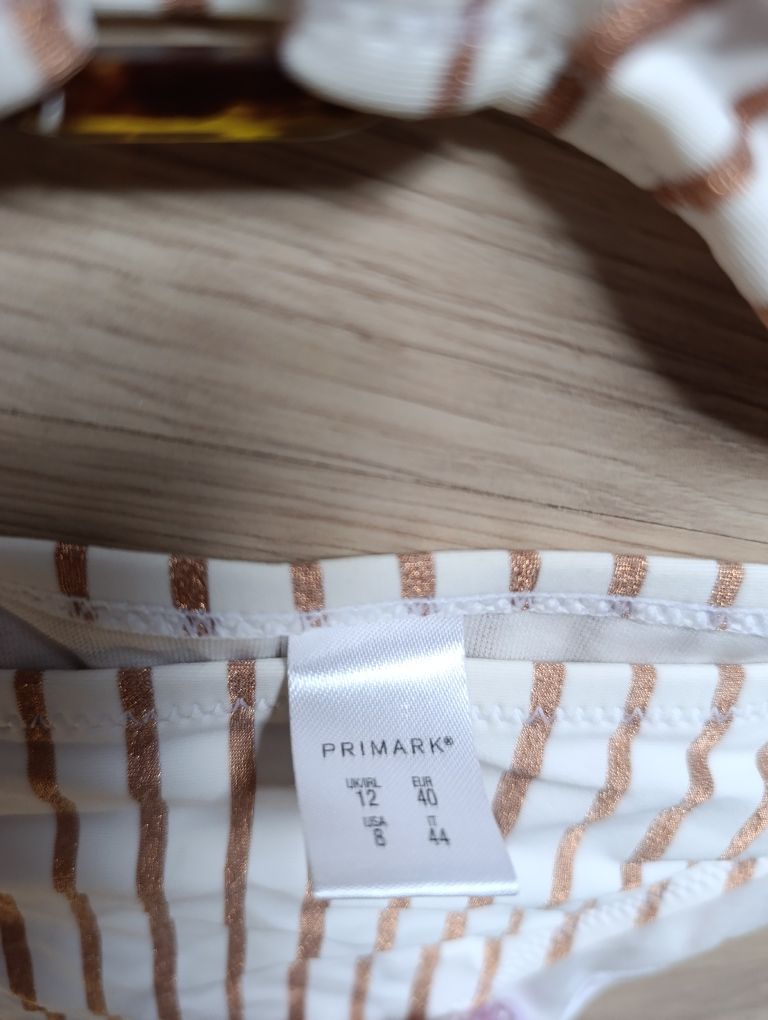 PRIMARK®
UK/IRL EUR
12 40
USA IT
8 44